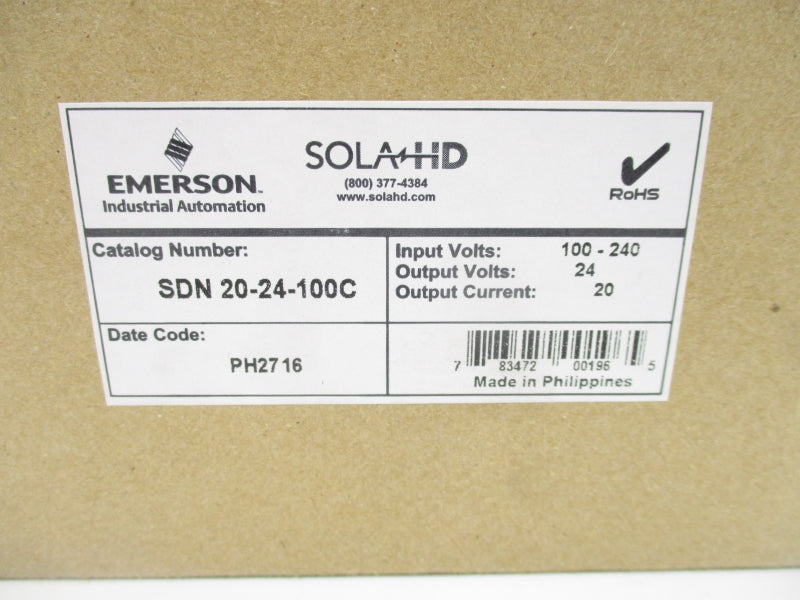 EMERSON™
Industrial Automation
SOLAHD
(800) 377-4384
www.solahd.com
RoHS
Catalog Number:
SDN 20-24-100C
Input Volts: 100 - 240
Output Volts: 24
Output Current: 20
Date Code:
PH2716
7 83472 00196 5
Made in Philippines